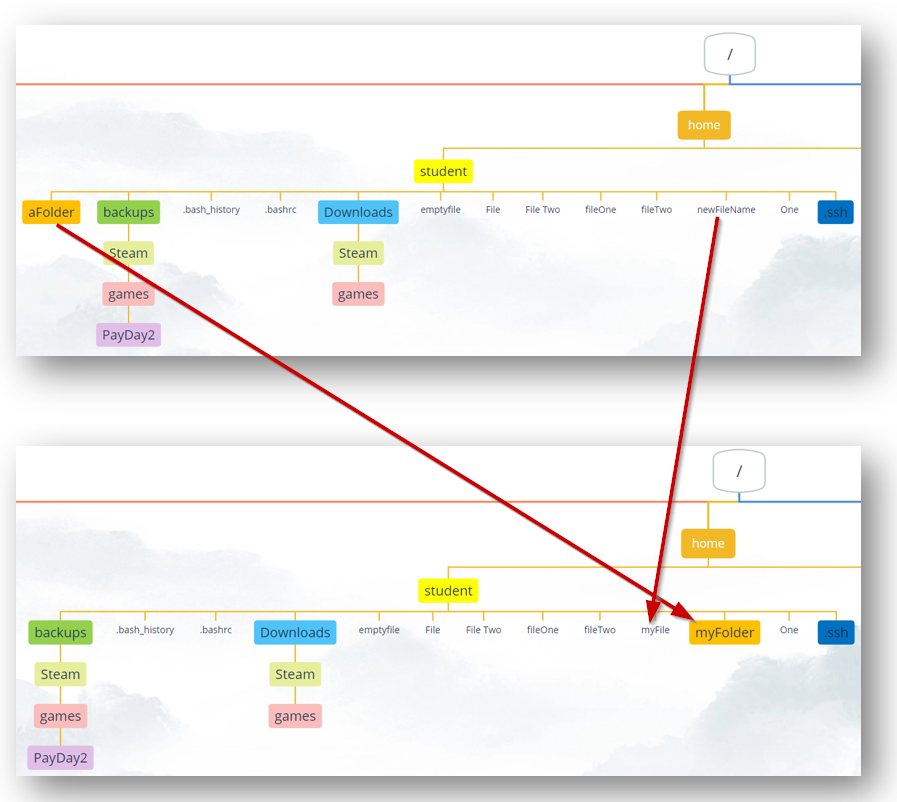 /
home
student
aFolder backups .bash_history .bashrc Downloads emptyfile File File Two fileOne fileTwo newFileName One .ssh
Steam Steam
games games
PayDay2
/
home
student
backups .bash_history .bashrc Downloads emptyfile File File Two fileOne fileTwo myFile myFolder One .ssh
Steam Steam
games games
PayDay2